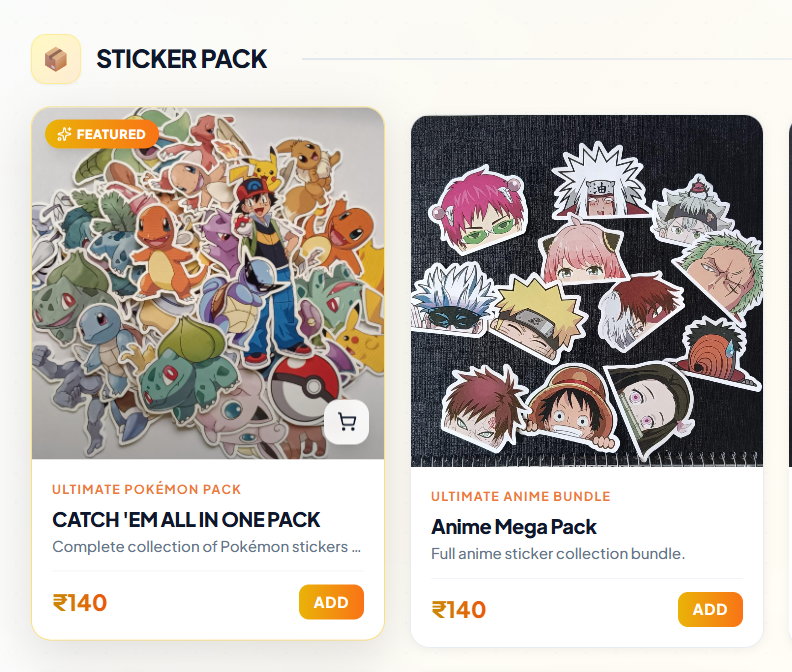 STICKER PACK
FEATURED
ULTIMATE POKÉMON PACK
CATCH 'EM ALL IN ONE PACK
Complete collection of Pokémon stickers ...
₹140
ADD
油
ULTIMATE ANIME BUNDLE
Anime Mega Pack
Full anime sticker collection bundle.
₹140
ADD